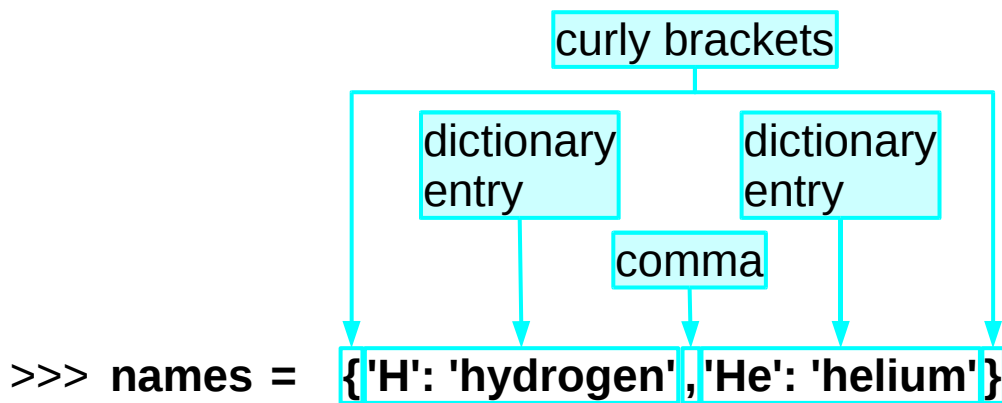 curly brackets
dictionary
entry
dictionary
entry
comma
>>> names = {'H': 'hydrogen','He': 'helium'}